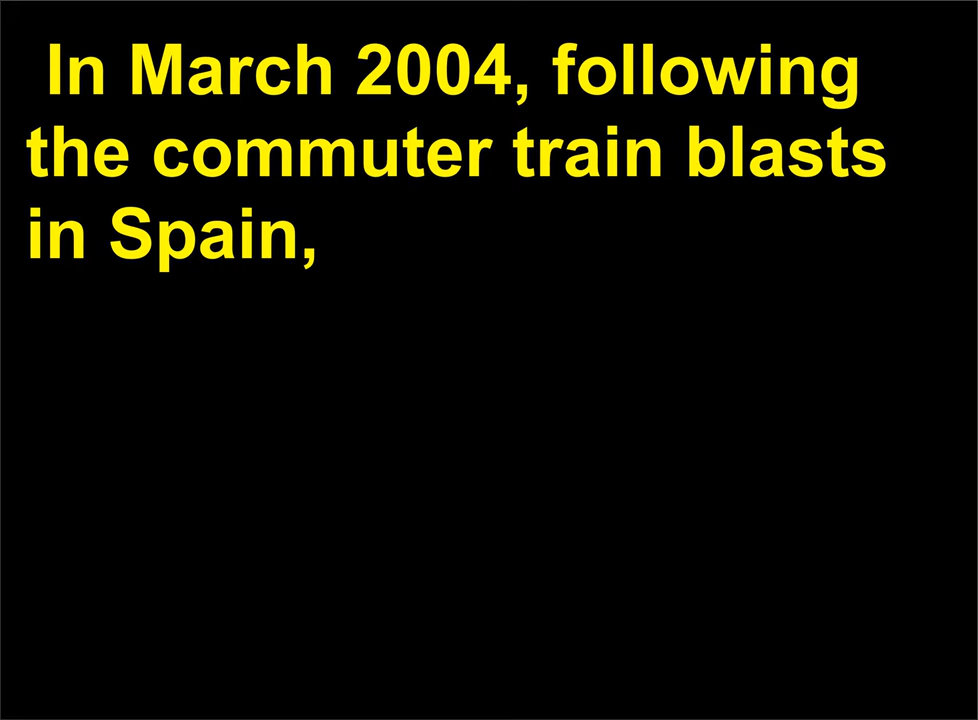 In March 2004, following
the commuter train blasts
in Spain,